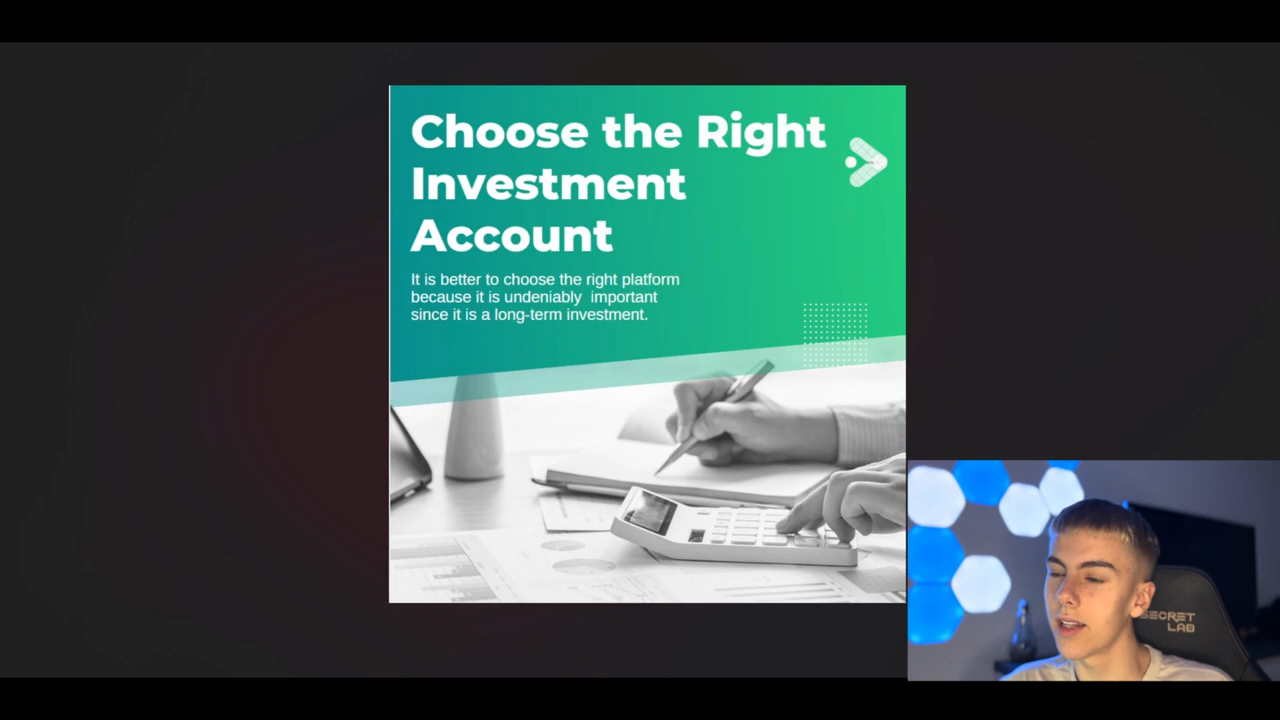 Choose the Right
Investment
Account
It is better to choose the right platform
because it is undeniably  important
since it is a long-term investment.
SECRET
LAB